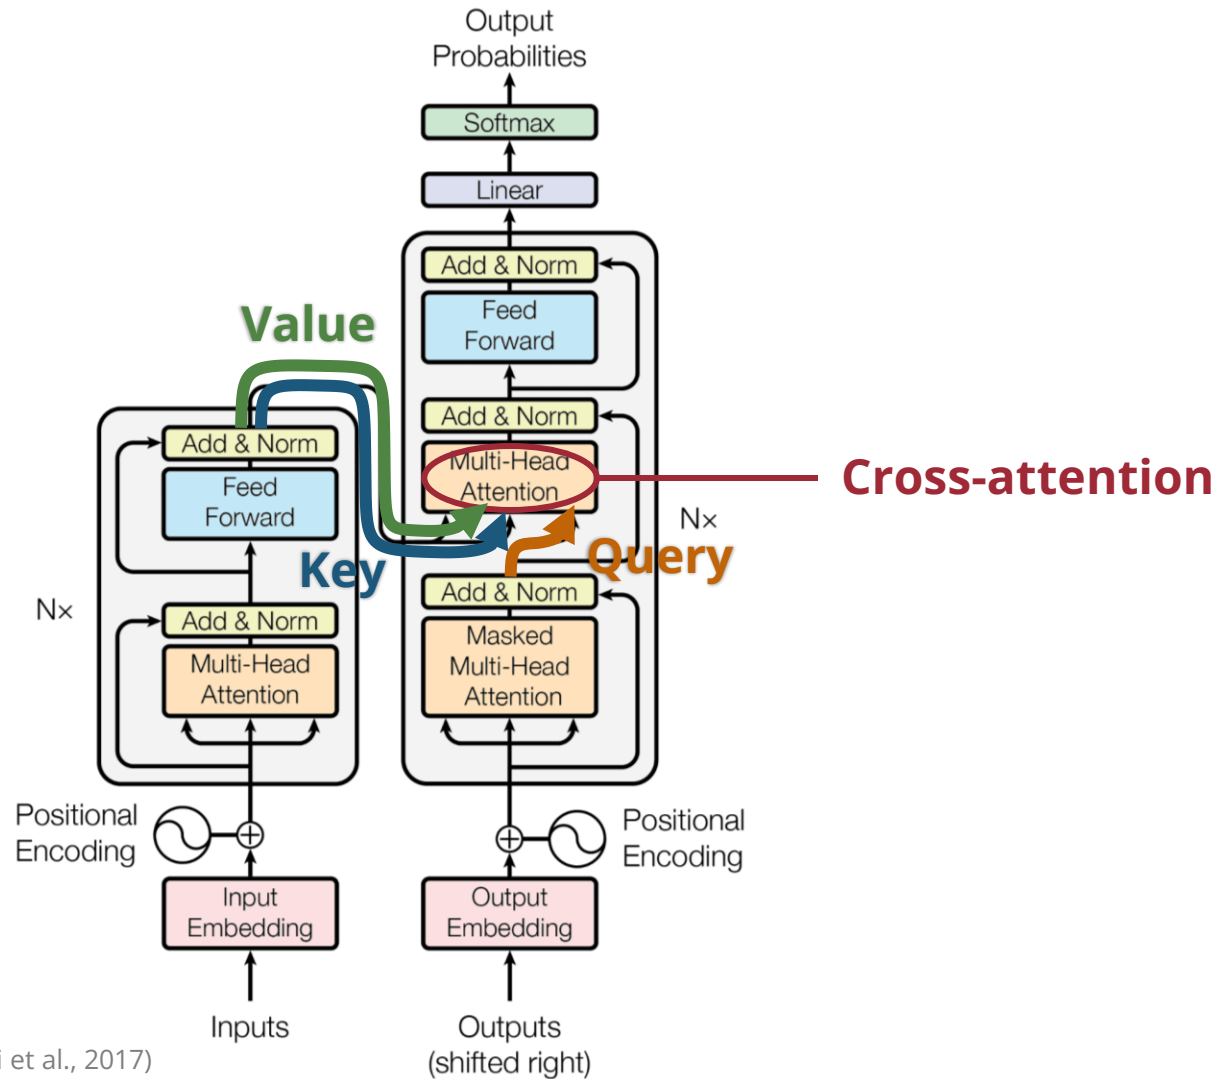 Output
Probabilities
Softmax
Linear
Add & Norm
Feed
Forward
Add & Norm
Multi-Head
Attention
Cross-attention
Nx
Query
Add & Norm
Masked
Multi-Head
Attention
Value
Key
Add & Norm
Feed
Forward
Nx
Add & Norm
Multi-Head
Attention
Positional
Encoding
Positional
Encoding
Input
Embedding
Output
Embedding
Inputs
Outputs
(shifted right)
i et al., 2017)